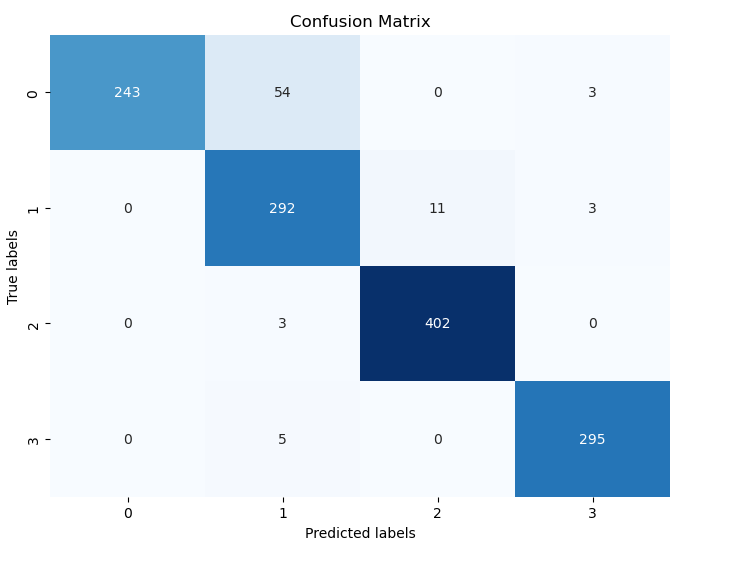 Confusion Matrix
True labels
0 243 54 0 3
1 0 292 11 3
2 0 3 402 0
3 0 5 0 295
0 1 2 3
Predicted labels